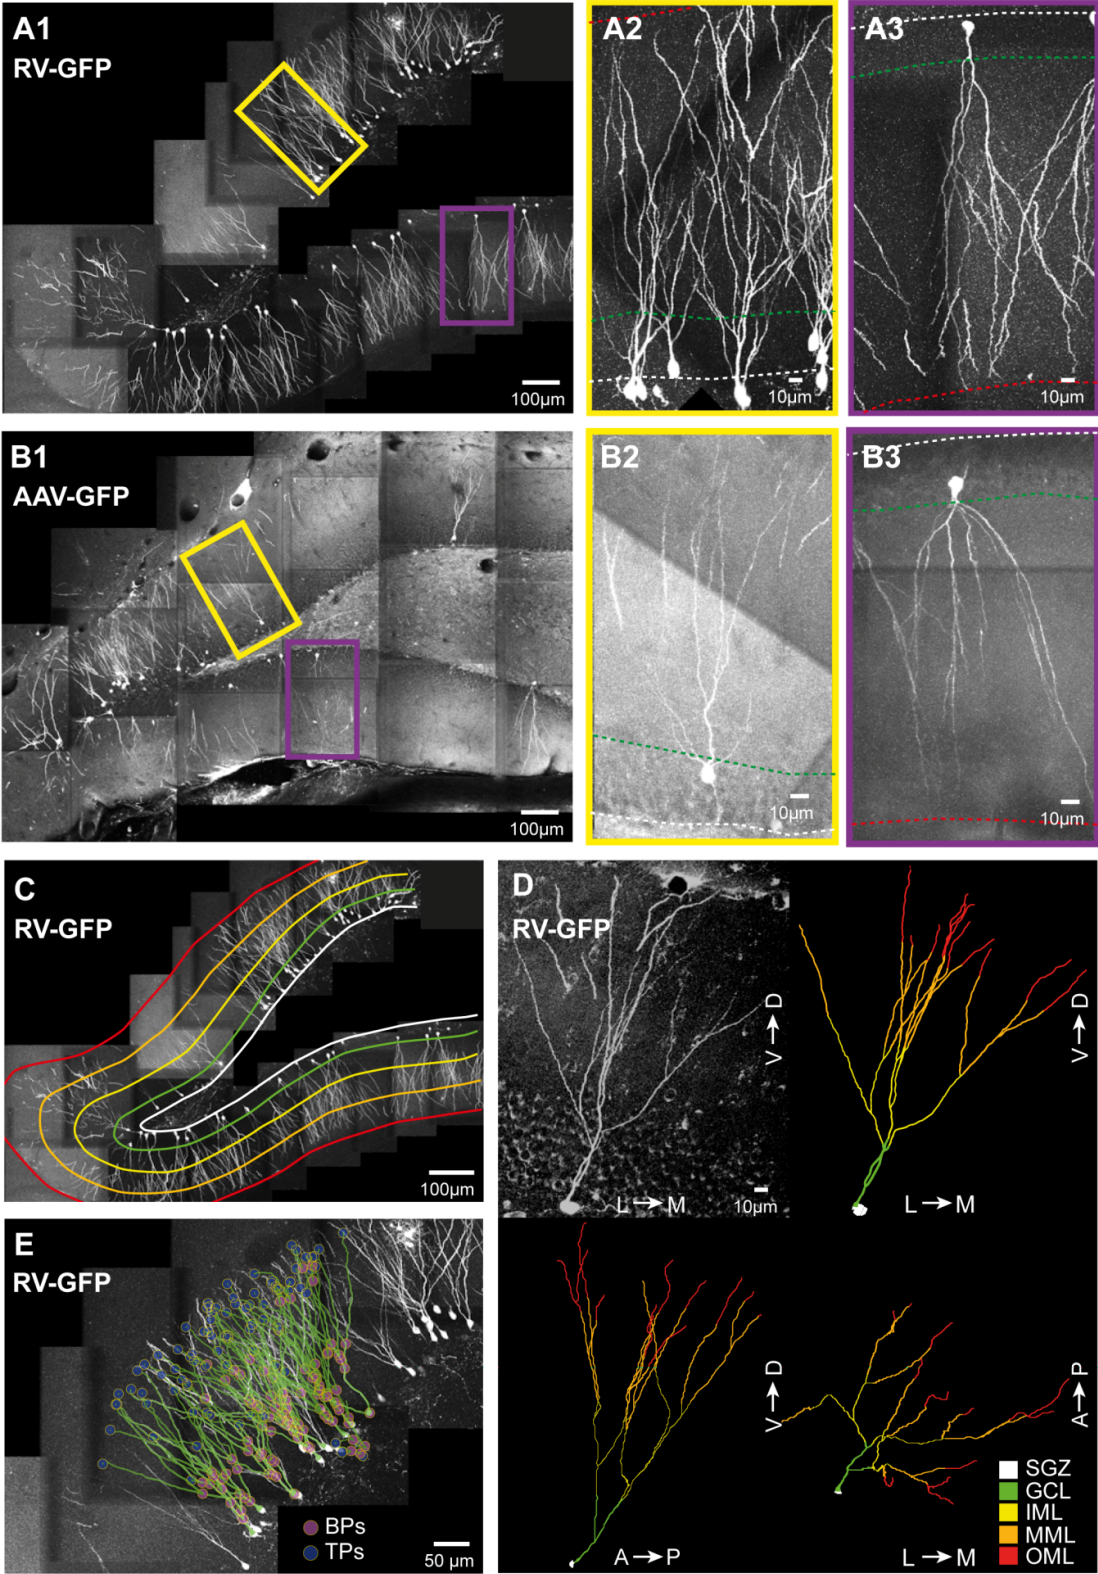 A1
RV-GFP
100µm
A2
10µm
A3
10µm
B1
AAV-GFP
100µm
B2
10µm
B3
10µm
C
RV-GFP
100µm
D
RV-GFP
V → D
L → M
10µm
V → D
L → M
E
RV-GFP
BPs
TPs
50 µm
V → D
A → P
A → P
L → M
SGZ
GCL
IML
MML
OML